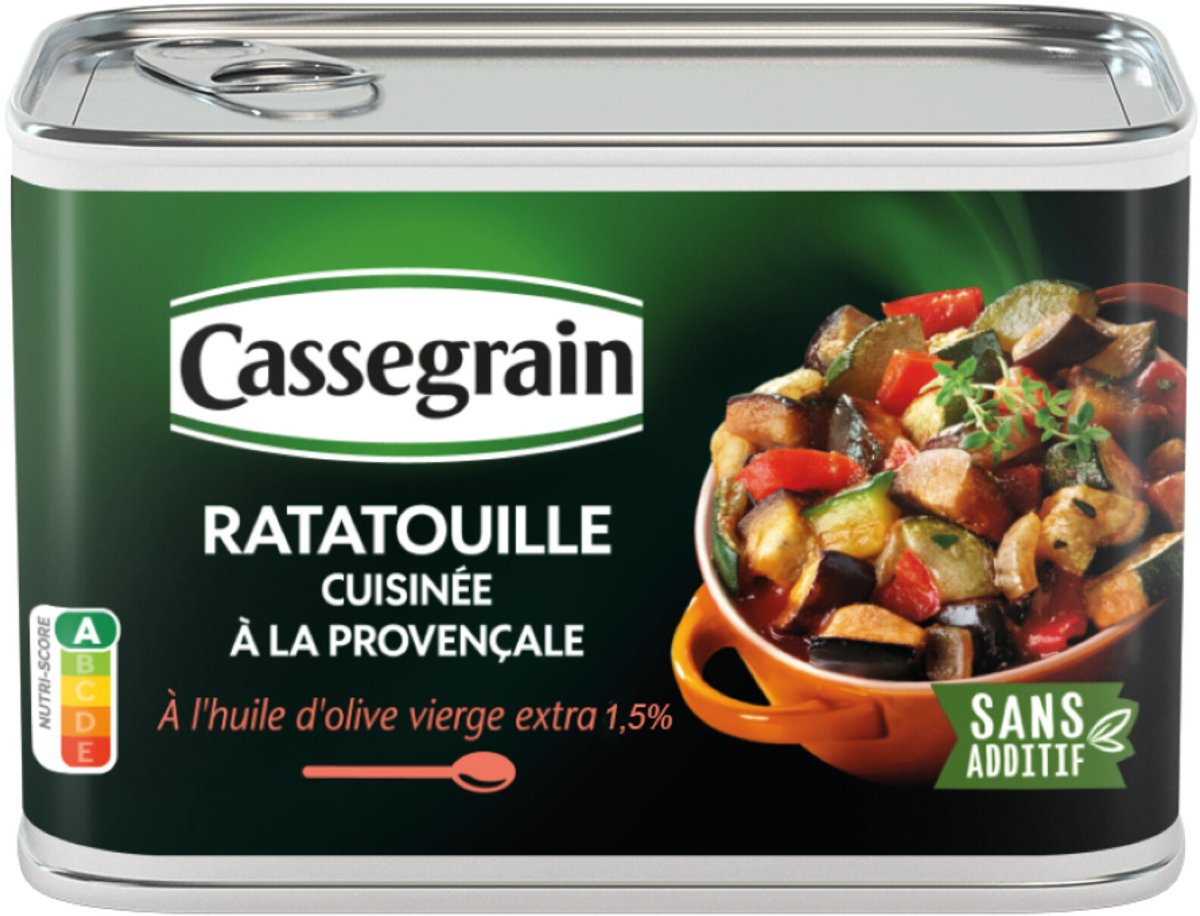 Cassegrain
RATATOUILLE
CUISINÉE
À LA PROVENÇALE
À l'huile d'olive vierge extra 1,5%
NUTRI-SCORE
A
B
C
D
E
SANS
ADDITIF